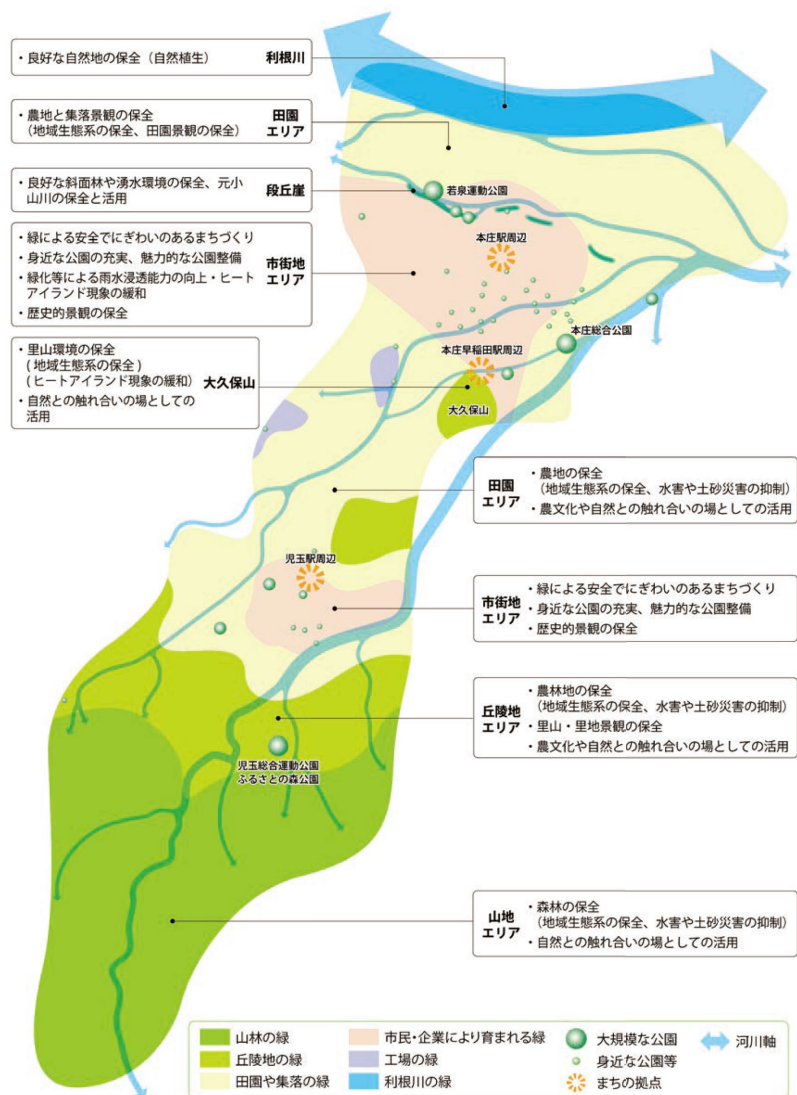 ・良好な自然地の保全（自然植生）
利根川
・農地と集落景観の保全
（地域生態系の保全、田園景観の保全）
田園
エリア
・良好な斜面林や湧水環境の保全、元小
山川の保全と活用
段丘崖
・緑による安全でにぎわいのあるまちづくり
・身近な公園の充実、魅力的な公園整備
・緑化等による雨水浸透能力の向上・ヒート
アイランド現象の緩和
・歴史的景観の保全
市街地
エリア
・里山環境の保全
(地域生態系の保全)
(ヒートアイランド現象の緩和)
・自然との触れ合いの場としての
活用
大久保山
若泉運動公園
本庄駅周辺
本庄総合公園
本庄早稲田駅周辺
大久保山
田園
エリア
・農地の保全
（地域生態系の保全、水害や土砂災害の抑制）
・農文化や自然との触れ合いの場としての活用
児玉駅周辺
市街地
エリア
・緑による安全でにぎわいのあるまちづくり
・身近な公園の充実、魅力的な公園整備
・歴史的景観の保全
丘陵地
エリア
・農林地の保全
（地域生態系の保全、水害や土砂災害の抑制）
・里山・里地景観の保全
・農文化や自然との触れ合いの場としての活用
児玉総合運動公園
ふるさとの森公園
山地
エリア
・森林の保全
（地域生態系の保全、水害や土砂災害の抑制）
・自然との触れ合いの場としての活用
山林の緑
丘陵地の緑
田園や集落の緑
市民・企業により育まれる緑
工場の緑
利根川の緑
大規模な公園
身近な公園等
まちの拠点
河川軸